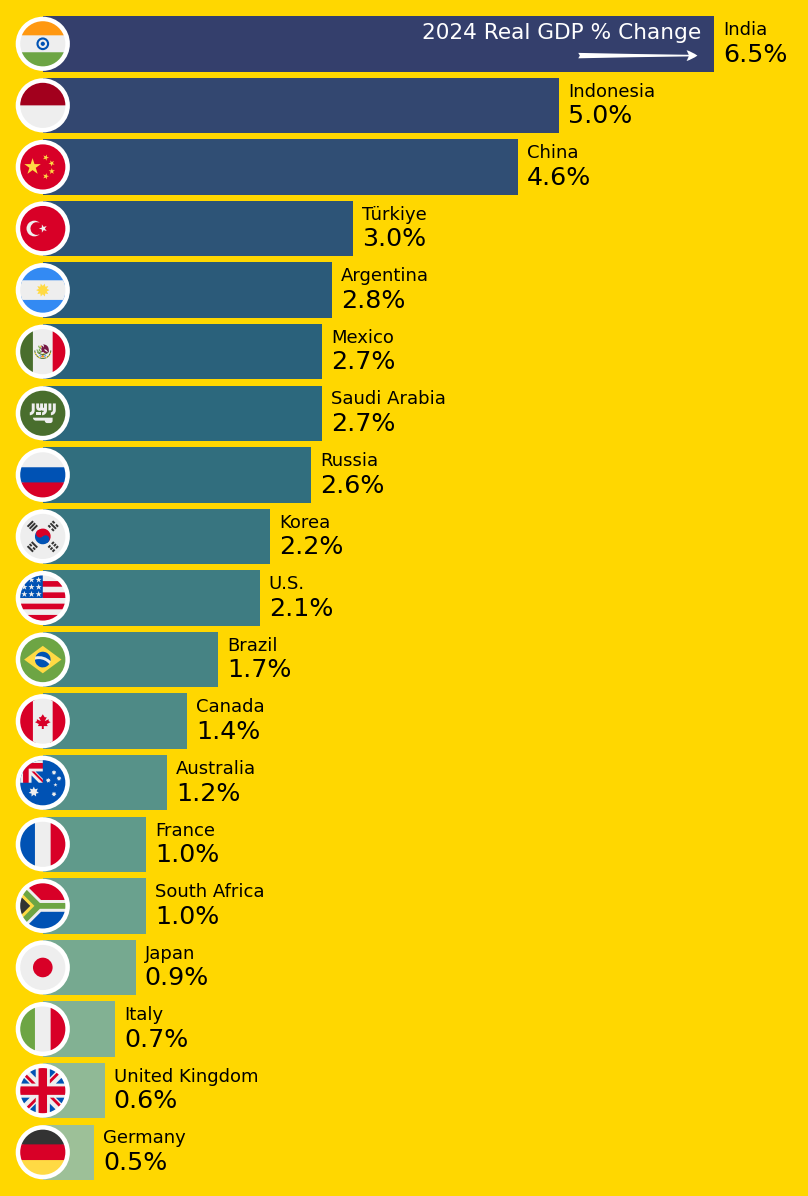 2024 Real GDP % Change
India
6.5%
Indonesia
5.0%
China
4.6%
Türkiye
3.0%
Argentina
2.8%
Mexico
2.7%
Saudi Arabia
2.7%
Russia
2.6%
Korea
2.2%
U.S.
2.1%
Brazil
1.7%
Canada
1.4%
Australia
1.2%
France
1.0%
South Africa
1.0%
Japan
0.9%
Italy
0.7%
United Kingdom
0.6%
Germany
0.5%